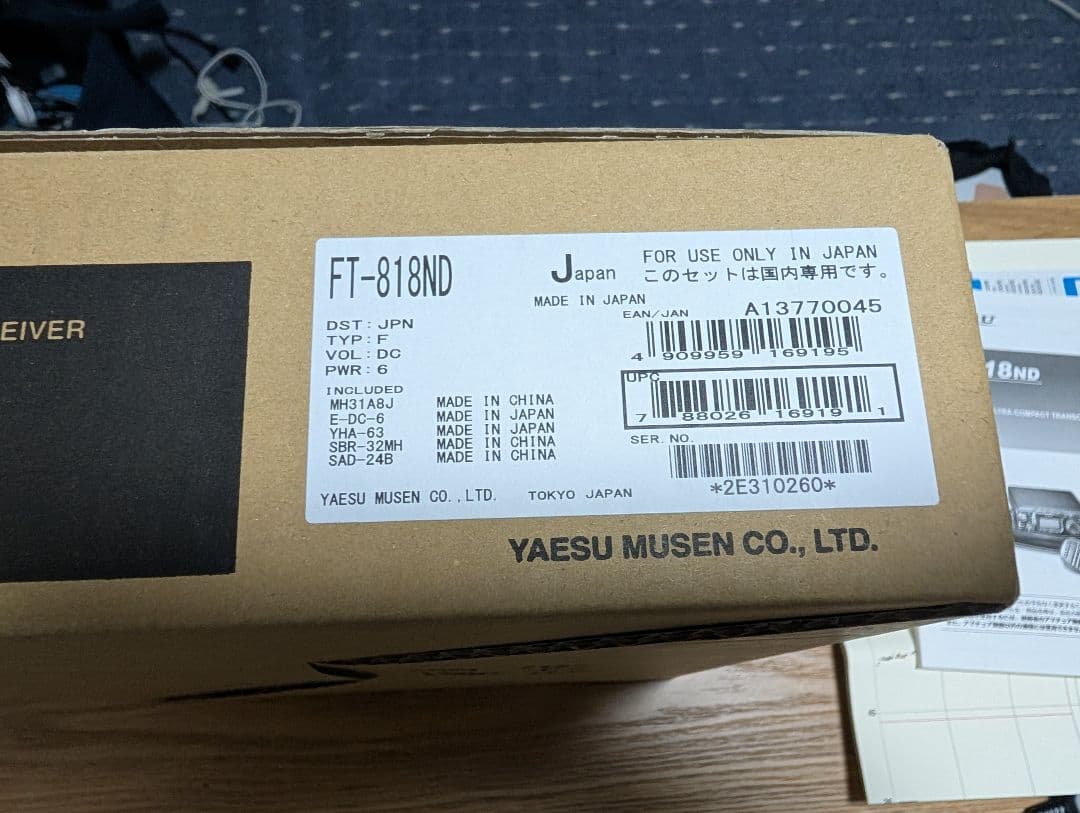 EIVER
FT-818ND
Japan
FOR USE ONLY IN JAPAN
このセットは国内専用です。
MADE IN JAPAN
DST : JPN
TYP : F
VOL : DC
PWR : 6
EAN/JAN
A13770045
4 909959 169195
UPC
7 88026 16919 1
INCLUDED
MH31A8J MADE IN CHINA
E-DC-6 MADE IN JAPAN
YHA-63 MADE IN JAPAN
SBR-32MH MADE IN CHINA
SAD-24B MADE IN CHINA
SER. NO.
*2E310260*
YAESU MUSEN CO.,LTD. TOKYO JAPAN
YAESU MUSEN CO., LTD.
18ND